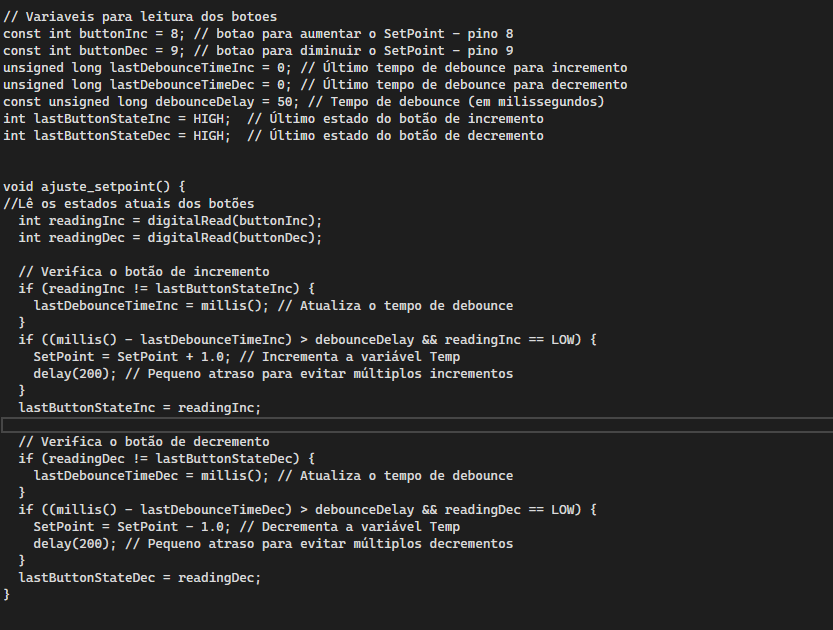 // Variaveis para leitura dos botoes
const int buttonInc = 8; // botao para aumentar o SetPoint - pino 8
const int buttonDec = 9; // botao para diminuir o SetPoint - pino 9
unsigned long lastDebounceTimeInc = 0; // Último tempo de debounce para incremento
unsigned long lastDebounceTimeDec = 0; // Último tempo de debounce para decremento
const unsigned long debounceDelay = 50; // Tempo de debounce (em milissegundos)
int lastButtonStateInc = HIGH;  // Último estado do botão de incremento
int lastButtonStateDec = HIGH;  // Último estado do botão de decremento
void ajuste_setpoint() {
//Lê os estados atuais dos botões
  int readingInc = digitalRead(buttonInc);
  int readingDec = digitalRead(buttonDec);
  // Verifica o botão de incremento
  if (readingInc != lastButtonStateInc) {
    lastDebounceTimeInc = millis(); // Atualiza o tempo de debounce
  }
  if ((millis() - lastDebounceTimeInc) > debounceDelay && readingInc == LOW) {
    SetPoint = SetPoint + 1.0; // Incrementa a variável Temp
    delay(200); // Pequeno atraso para evitar múltiplos incrementos
  }
  lastButtonStateInc = readingInc;
  // Verifica o botão de decremento
  if (readingDec != lastButtonStateDec) {
    lastDebounceTimeDec = millis(); // Atualiza o tempo de debounce
  }
  if ((millis() - lastDebounceTimeDec) > debounceDelay && readingDec == LOW) {
    SetPoint = SetPoint - 1.0; // Decrementa a variável Temp
    delay(200); // Pequeno atraso para evitar múltiplos decrementos
  }
  lastButtonStateDec = readingDec;
}